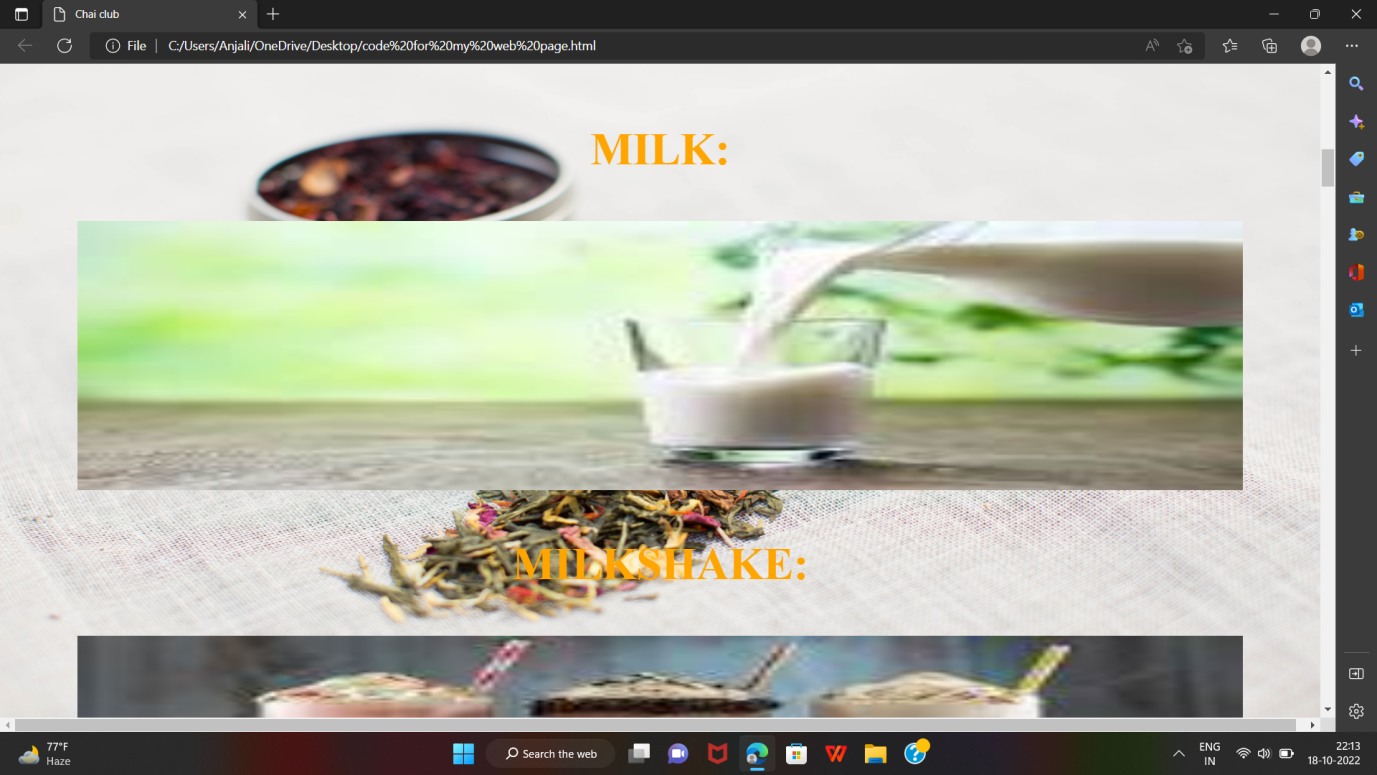 Chai club
File
C:/Users/Anjali/OneDrive/Desktop/code%20for%20my%20web%20page.html
MILK:
MILKSHAKE:
77°F
Haze
Search the web
ENG
IN
22:13
18-10-2022